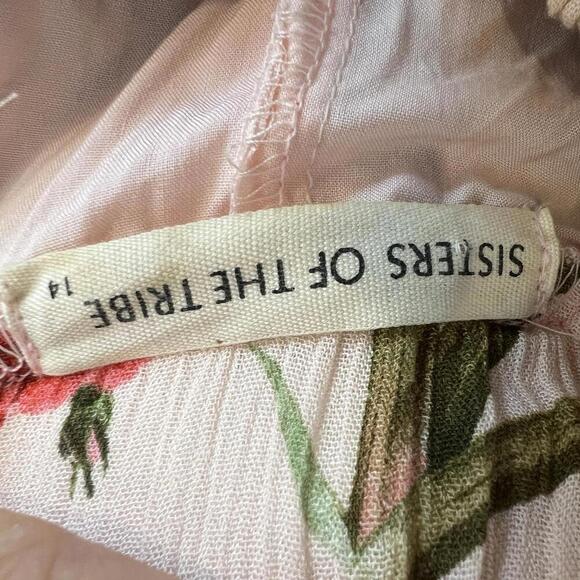 SISTERS OF THE TRIBE
14